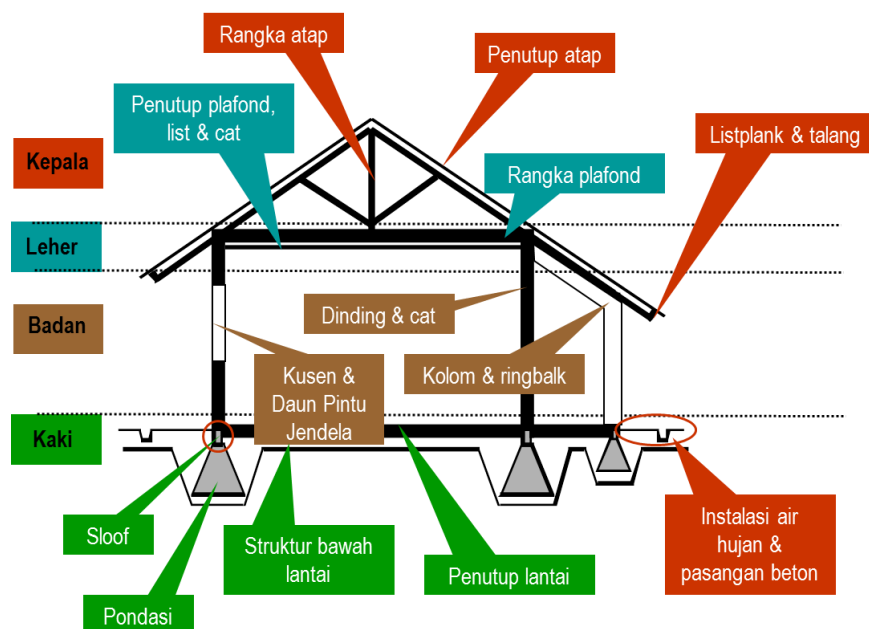 Rangka atap
Penutup atap
Penutup plafond,
list & cat
Listplank & talang
Kepala
Rangka plafond
Leher
Badan
Dinding & cat
Kusen &
Daun Pintu
Jendela
Kolom & ringbalk
Kaki
Sloof
Struktur bawah
lantai
Penutup lantai
Instalasi air
hujan &
pasangan beton
Pondasi